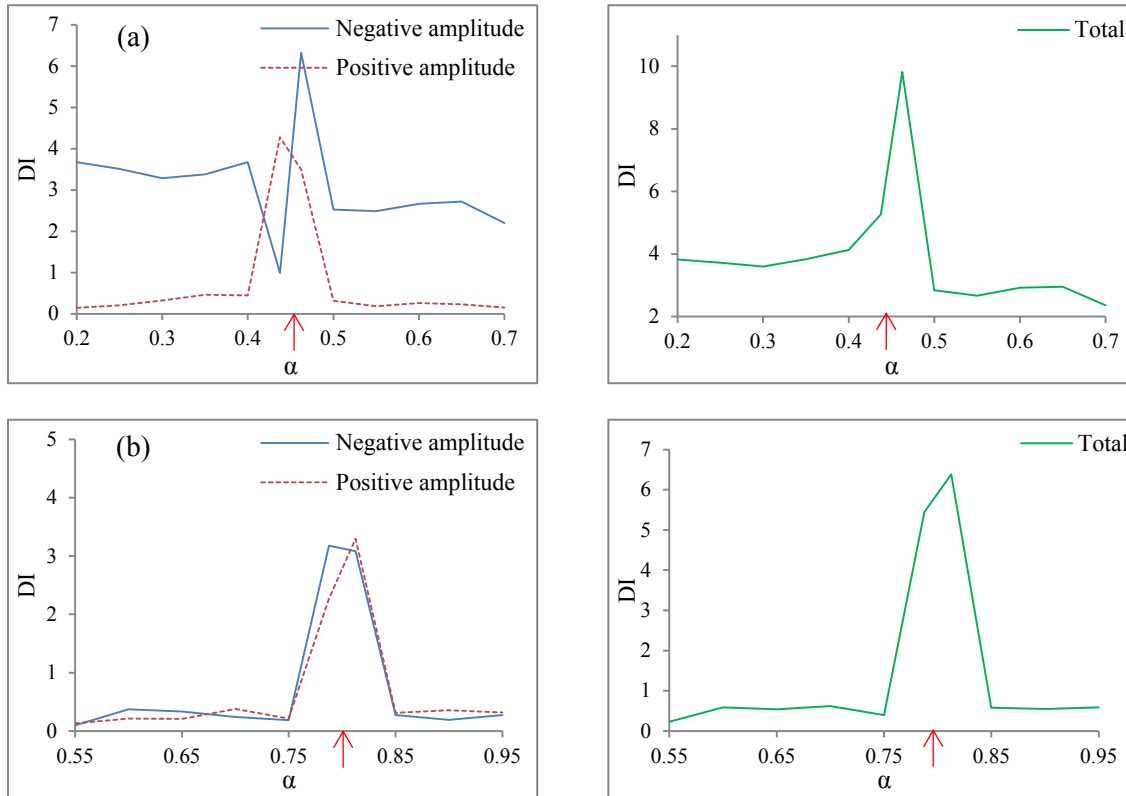 (a)
Negative amplitude
Positive amplitude
7
6
5
4
3
2
1
0
DI
0.2 0.3 0.4 0.5 0.6 0.7
α
Total
10
8
6
4
2
DI
0.2 0.3 0.4 0.5 0.6 0.7
α
(b)
Negative amplitude
Positive amplitude
5
4
3
2
1
0
DI
0.55 0.65 0.75 0.85 0.95
α
Total
7
6
5
4
3
2
1
0
DI
0.55 0.65 0.75 0.85 0.95
α